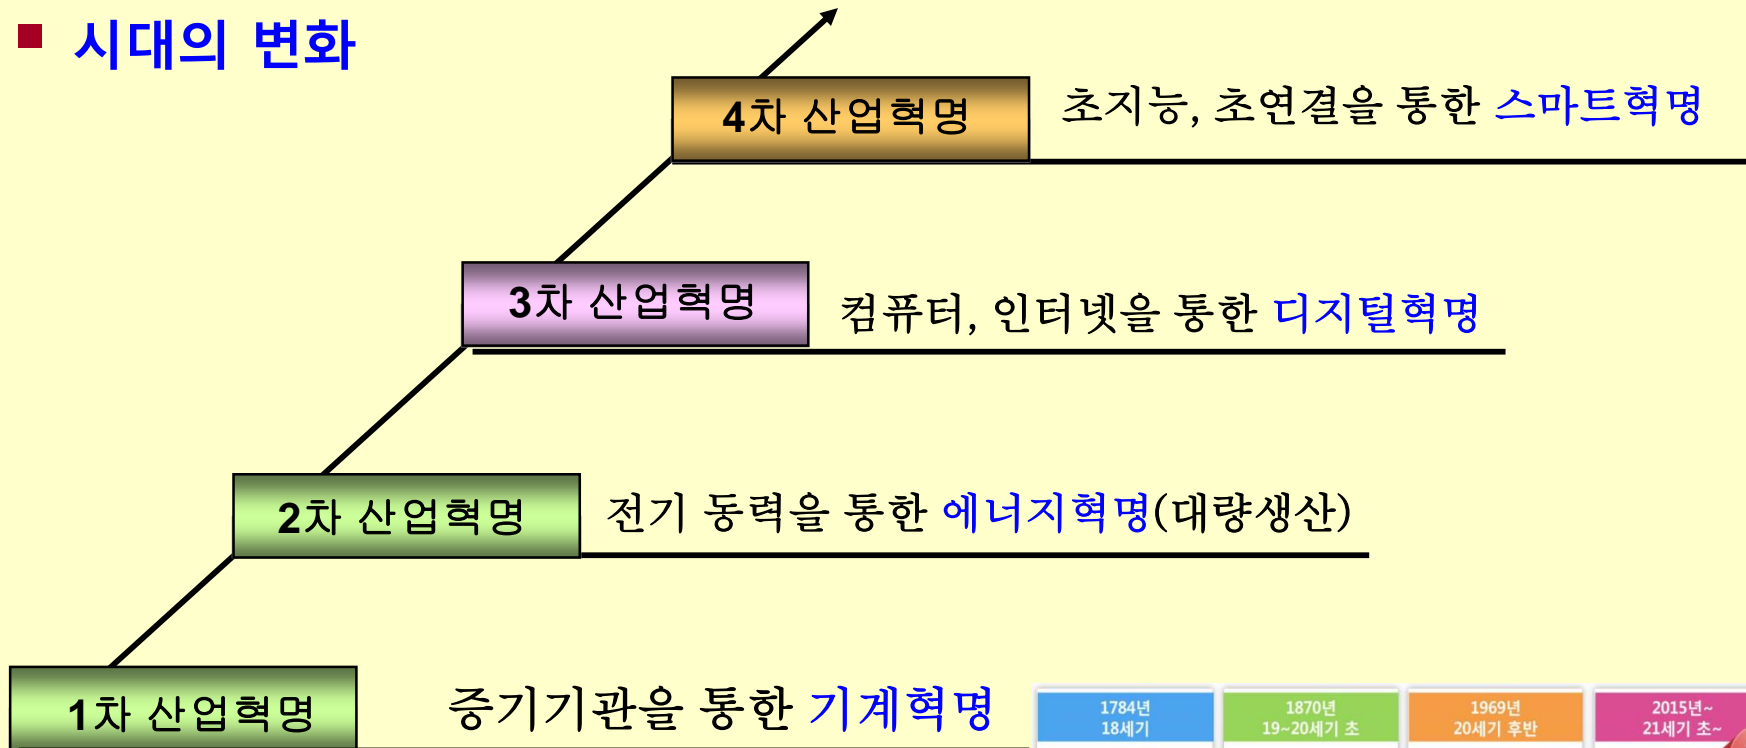 시대의 변화
4차 산업혁명 초지능, 초연결을 통한 스마트혁명
3차 산업혁명 컴퓨터, 인터넷을 통한 디지털혁명
2차 산업혁명 전기 동력을 통한 에너지혁명(대량생산)
1차 산업혁명 증기기관을 통한 기계혁명
1784년 1870년 1969년 2015년~
18세기 19~20세기 초 20세기 후반 21세기 초~